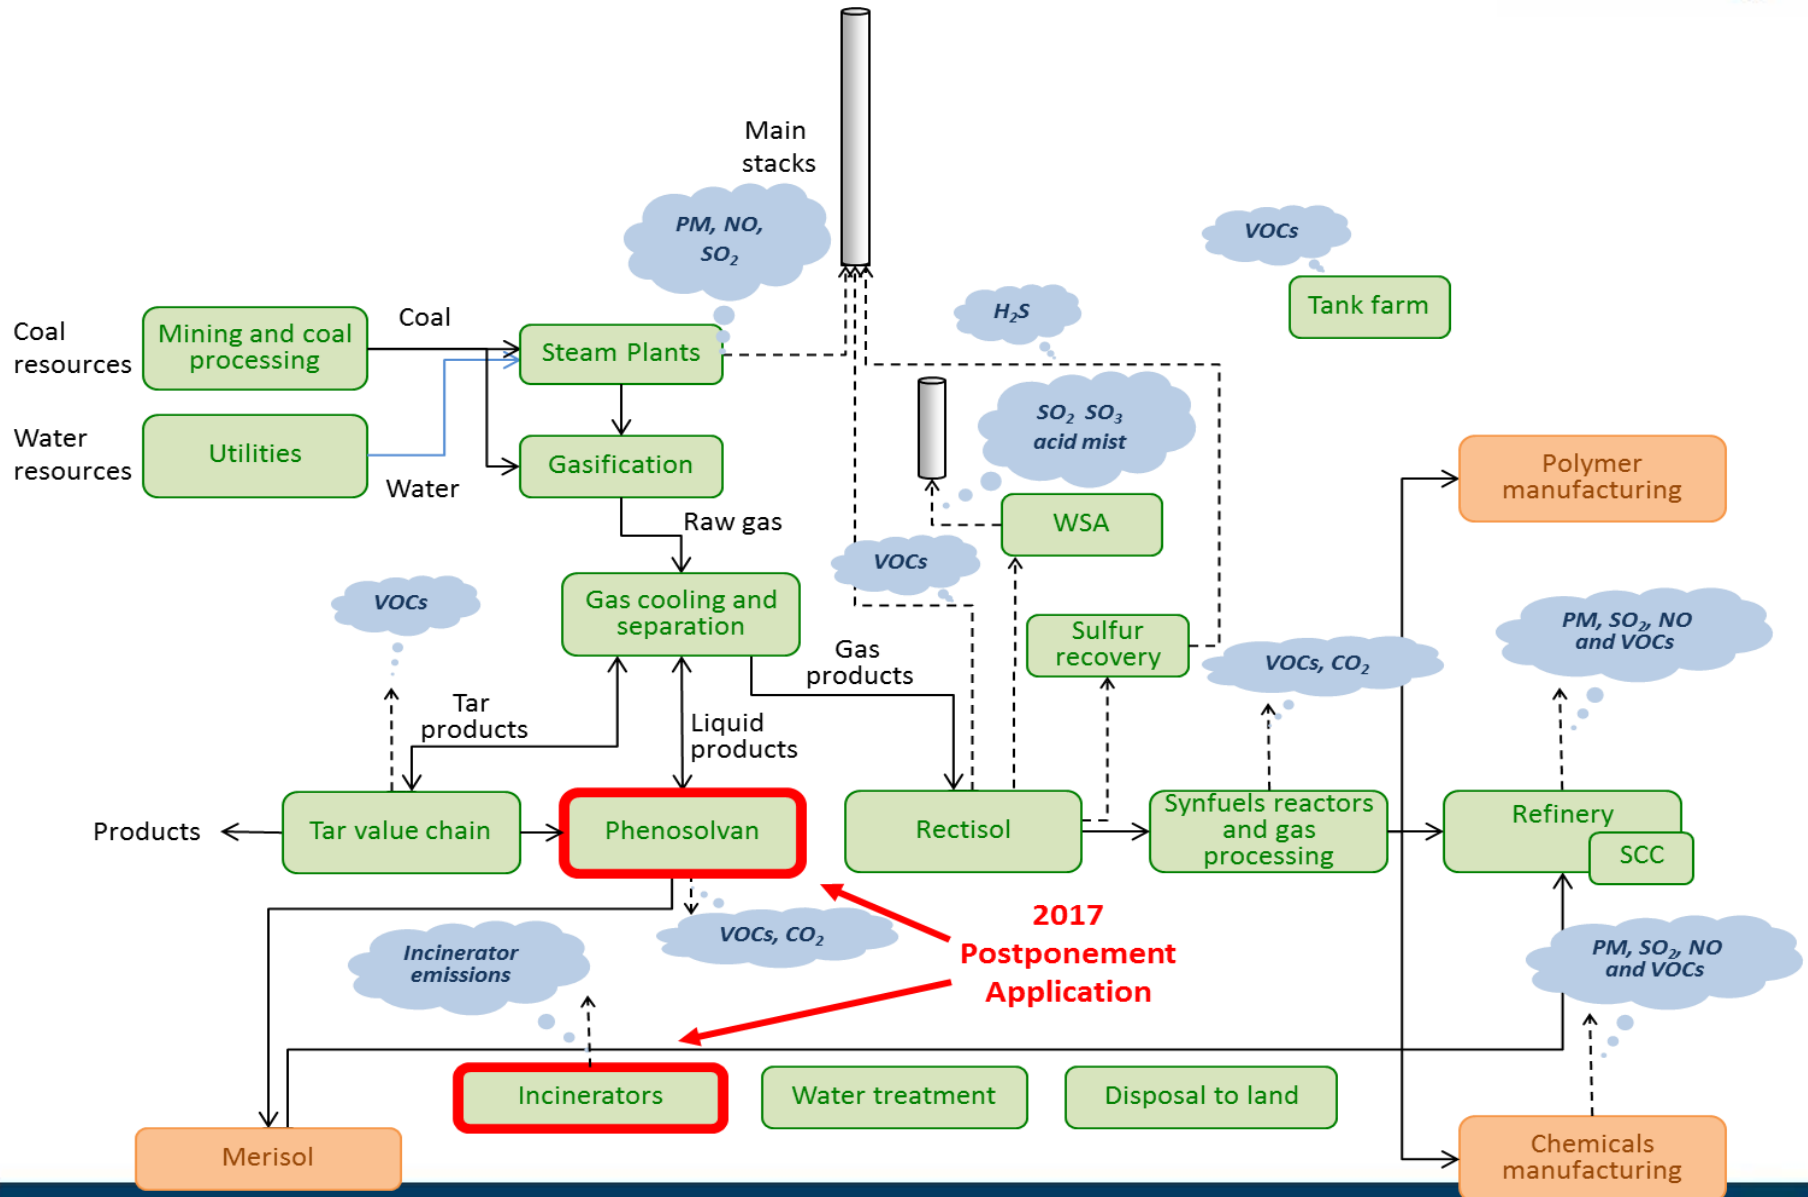 Main
stacks
PM, NO,
SO₂
VOCs
Tank farm
H₂S
Coal
resources
Mining and coal
processing
Coal
Steam Plants
SO₂ SO₃
acid mist
Water
resources
Utilities
Water
Gasification
Polymer
manufacturing
Raw gas
WSA
VOCs
VOCs
Gas cooling and
separation
Sulfur
recovery
PM, SO₂, NO
and VOCs
Gas
products
VOCs, CO₂
Tar
products
Liquid
products
Products
Tar value chain
Phenosolvan
Rectisol
Synfuels reactors
and gas
processing
Refinery
SCC
2017
Postponement
Application
VOCs, CO₂
Incinerator
emissions
PM, SO₂, NO
and VOCs
Incinerators
Water treatment
Disposal to land
Merisol
Chemicals
manufacturing